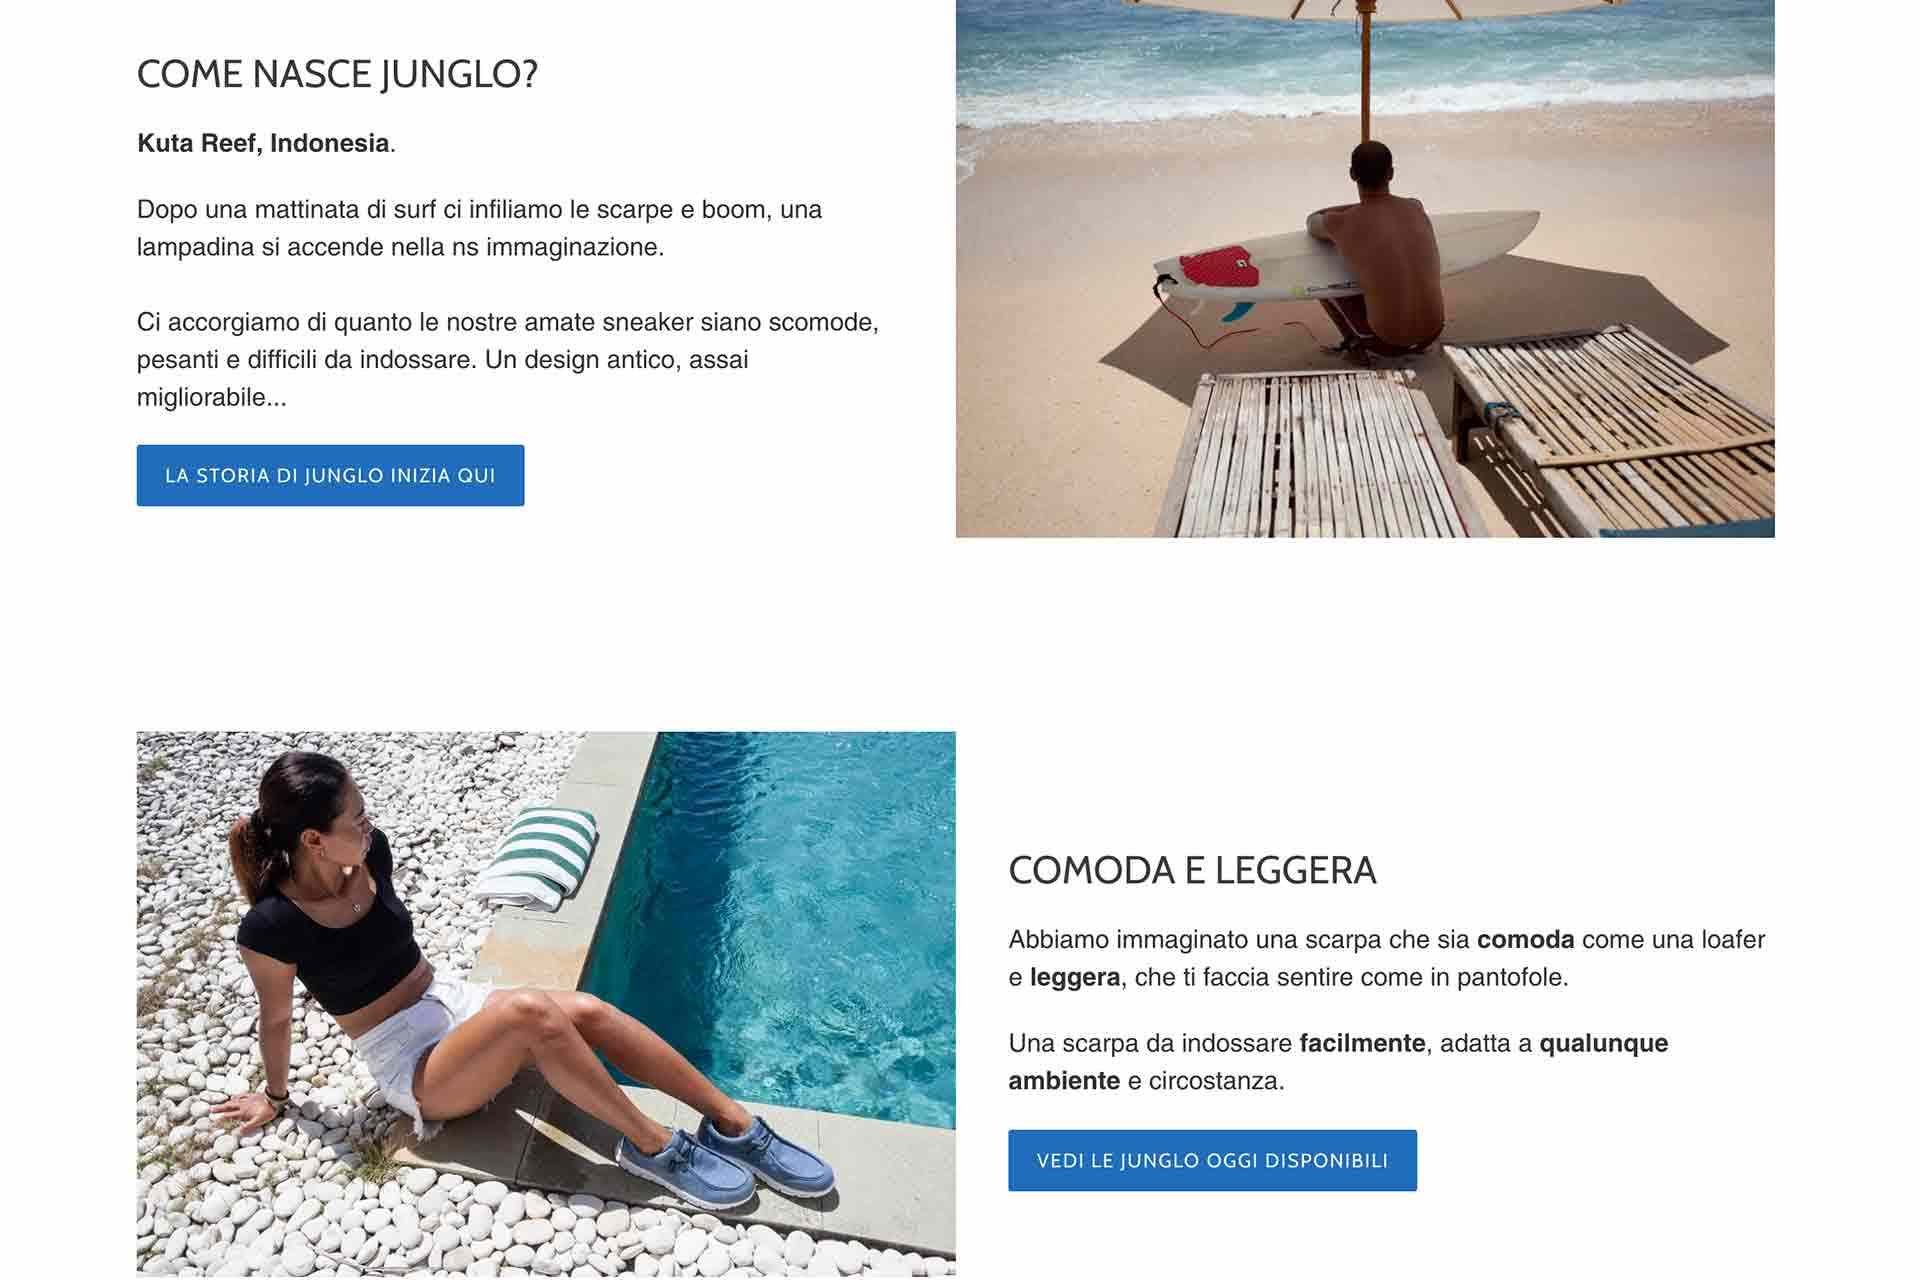 COME NASCE JUNGLO?
Kuta Reef, Indonesia.
Dopo una mattinata di surf ci infiliamo le scarpe e boom, una
lampadina si accende nella ns immaginazione.
Ci accorgiamo di quanto le nostre amate sneaker siano scomode,
pesanti e difficili da indossare. Un design antico, assai
migliorabile...
LA STORIA DI JUNGLO INIZIA QUI
COMODA E LEGGERA
Abbiamo immaginato una scarpa che sia comoda come una loafer
e leggera, che ti faccia sentire come in pantofole.
Una scarpa da indossare facilmente, adatta a qualunque
ambiente e circostanza.
VEDI LE JUNGLO OGGI DISPONIBILI